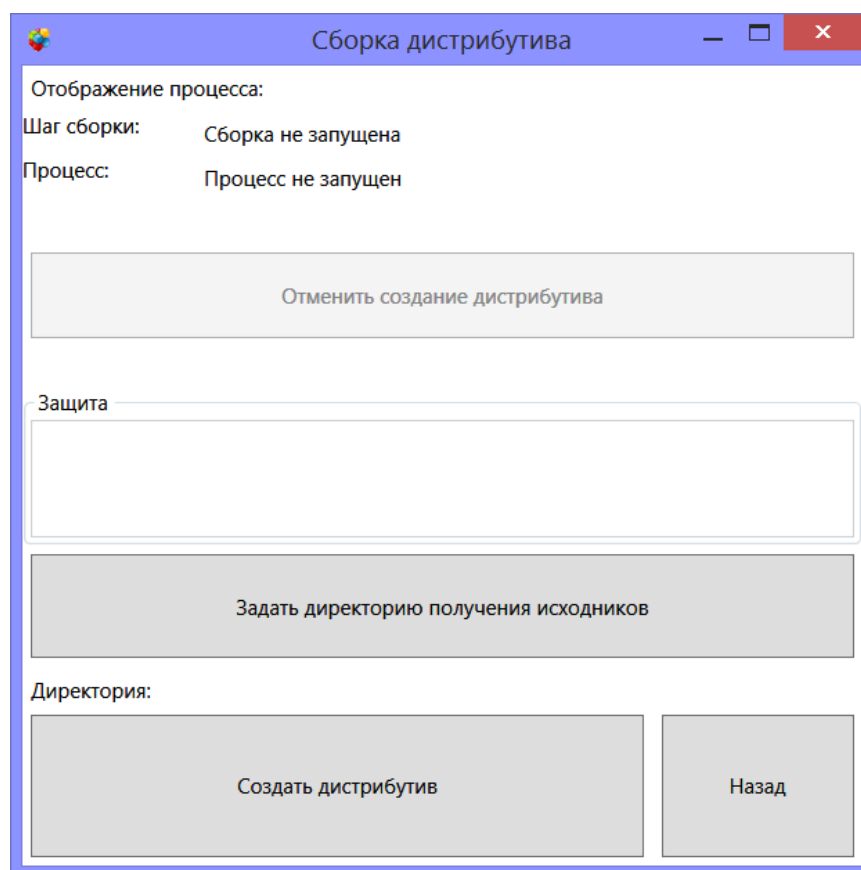 Сборка дистрибутива
Отображение процесса:
Шаг сборки: Сборка не запущена
Процесс: Процесс не запущен
Отменить создание дистрибутива
Защита
Задать директорию получения исходников
Директория:
Создать дистрибутив Назад